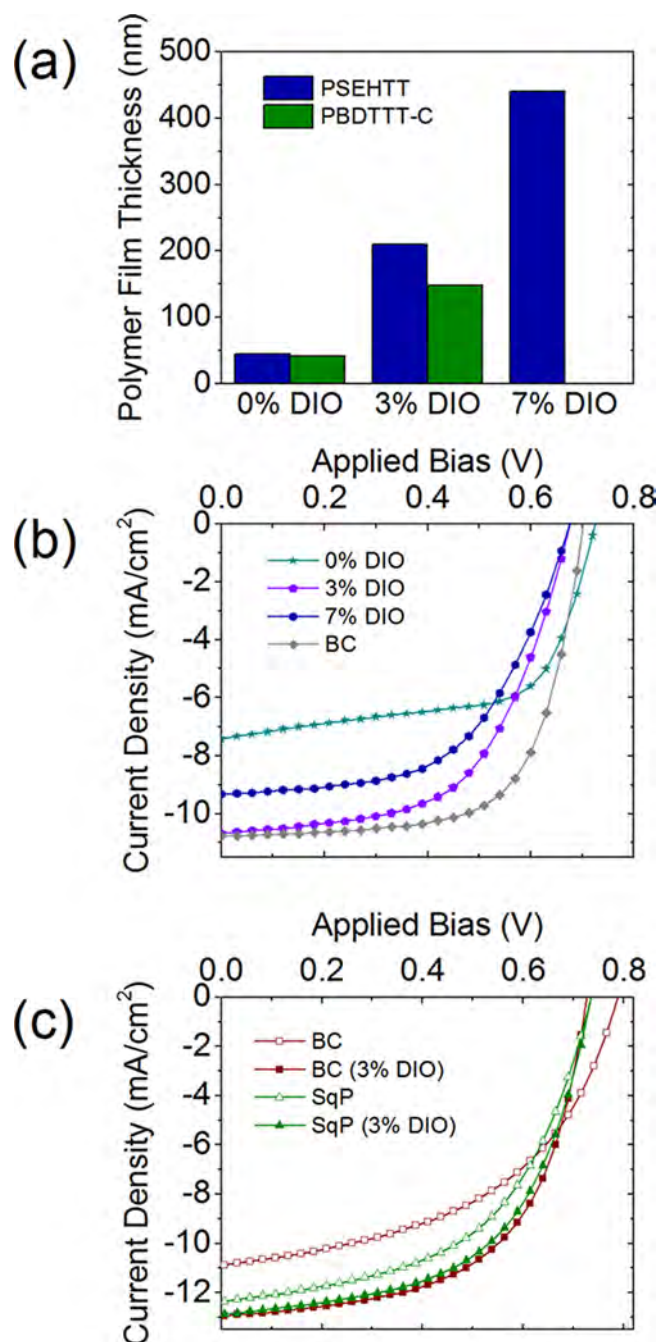 (a)
Polymer Film Thickness (nm)
500
400
300
200
100
0
PSEHTT
PBDTTT-C
0% DIO 3% DIO 7% DIO
(b)
Applied Bias (V)
0.0 0.2 0.4 0.6 0.8
Current Density (mA/cm²)
0
-2
-4
-6
-8
-10
0% DIO
3% DIO
7% DIO
BC
(c)
Applied Bias (V)
0.0 0.2 0.4 0.6 0.8
Current Density (mA/cm²)
0
-2
-4
-6
-8
-10
-12
BC
BC (3% DIO)
SqP
SqP (3% DIO)